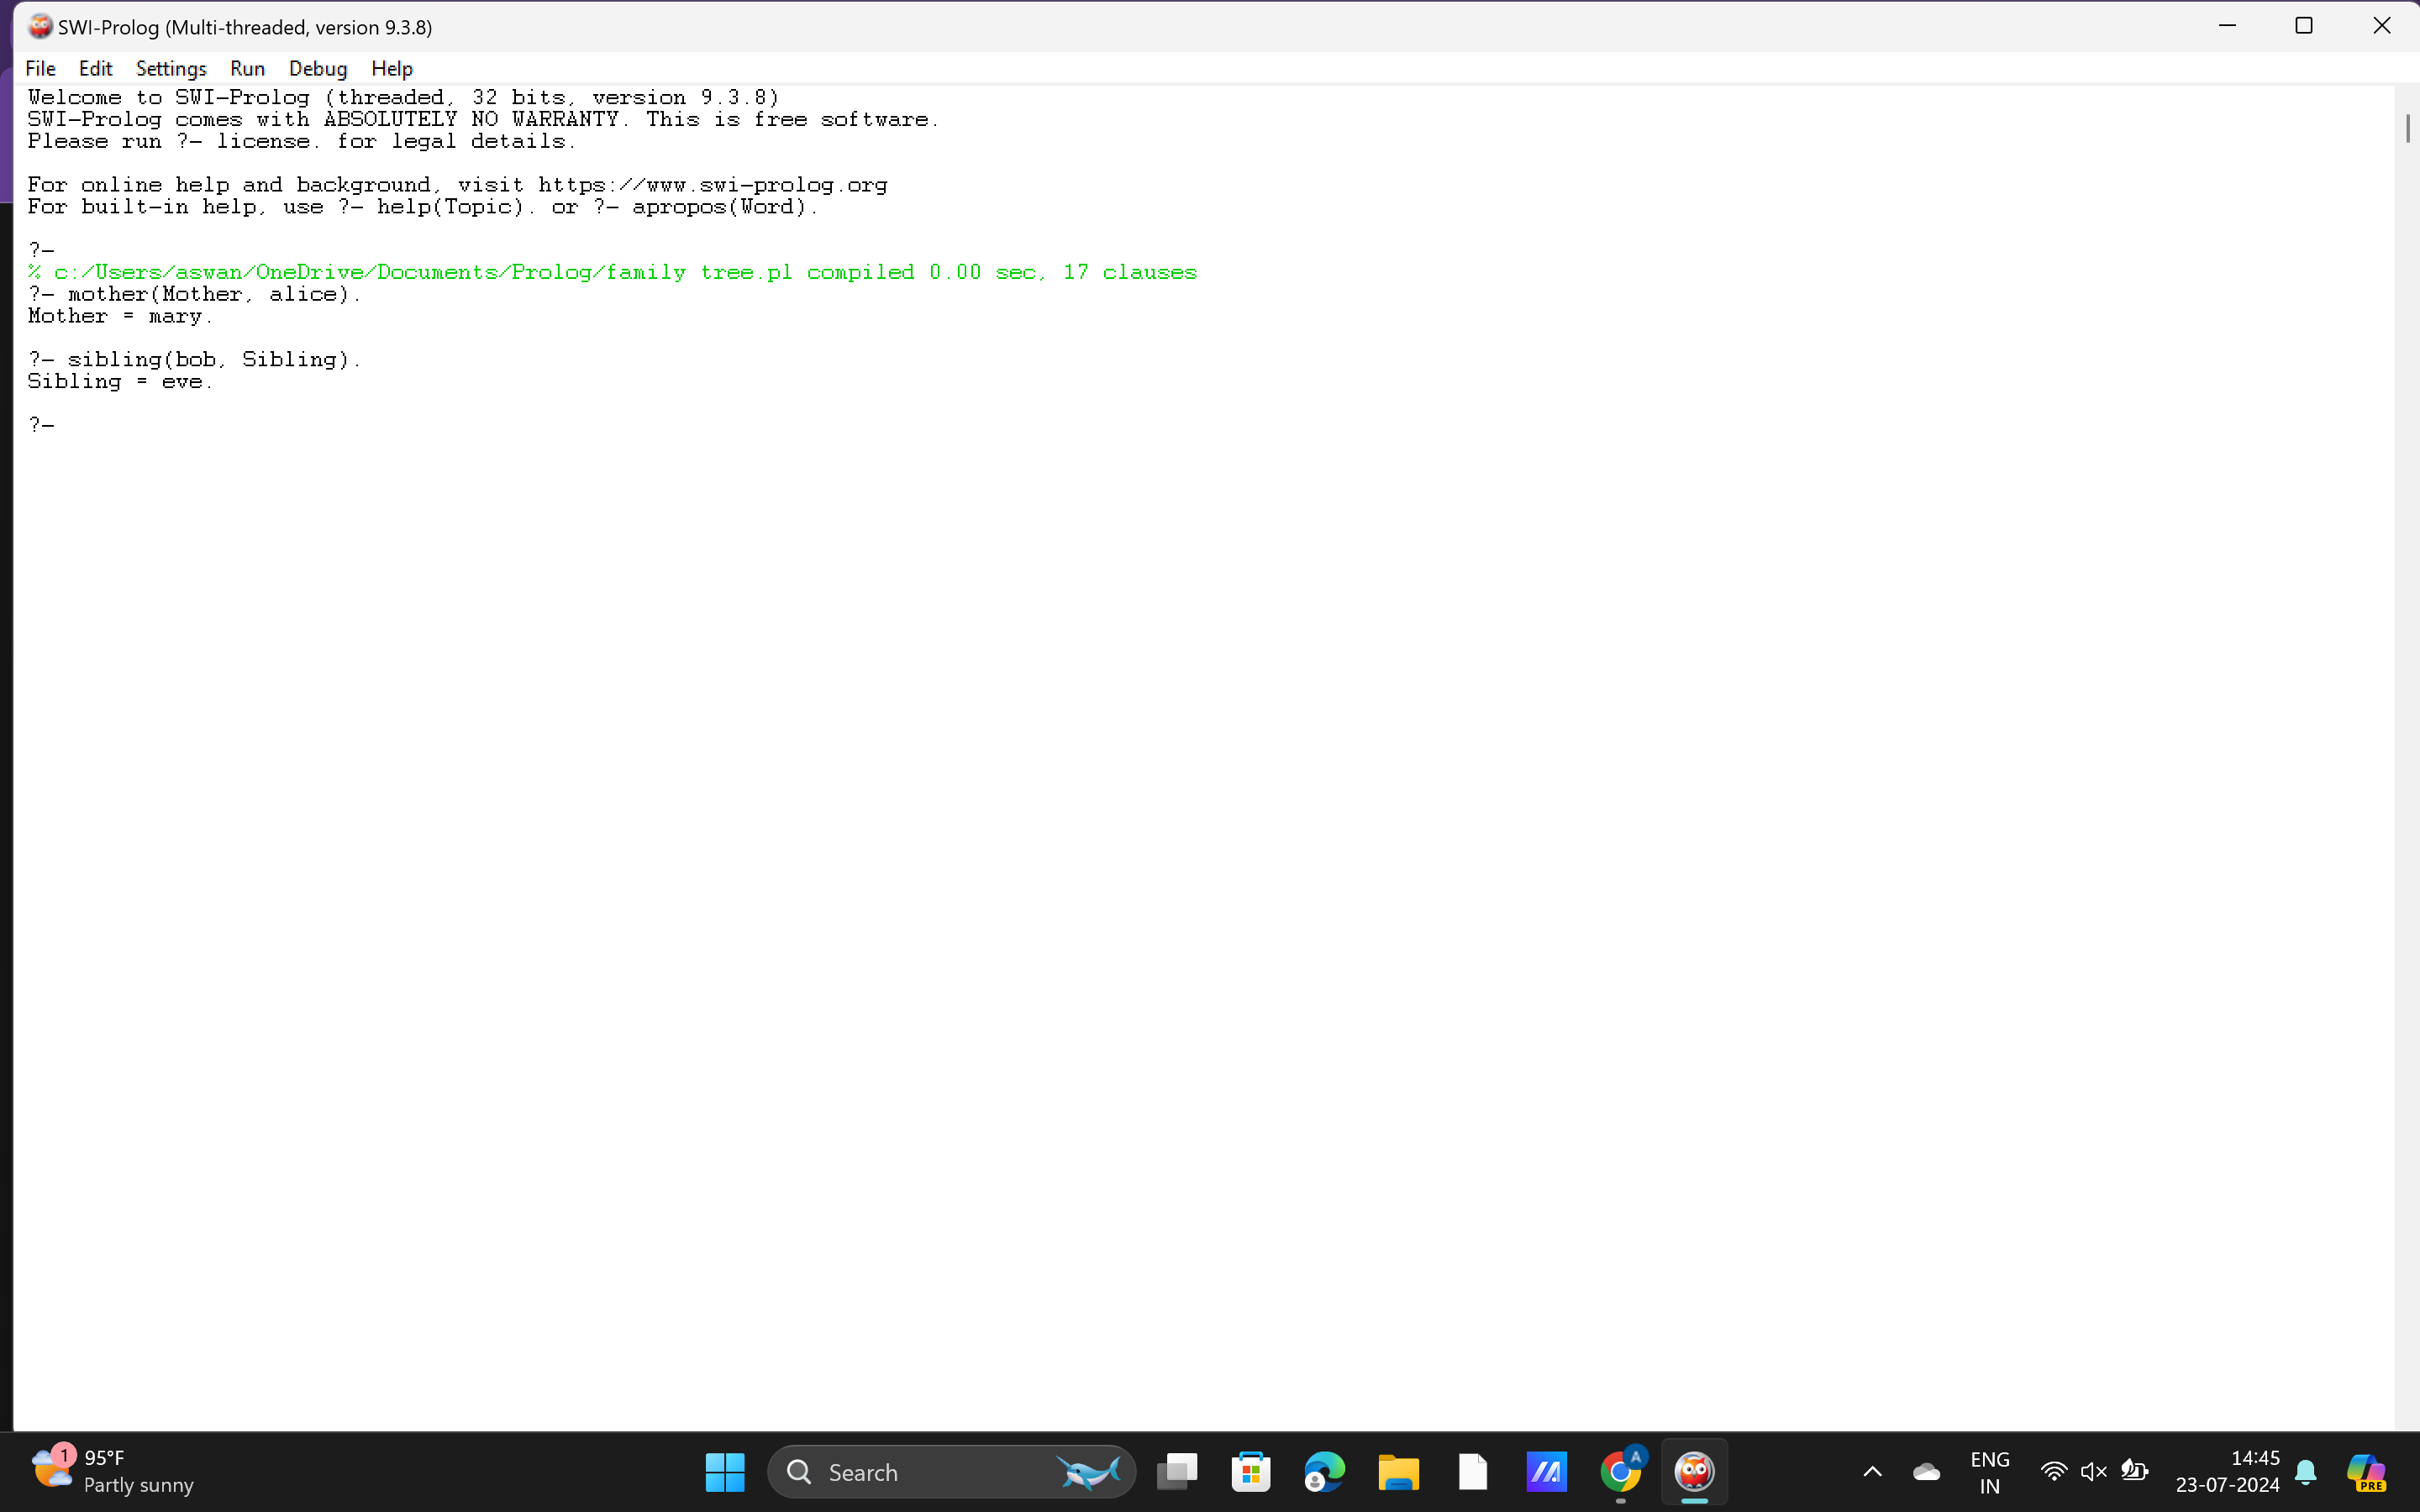 SWI-Prolog (Multi-threaded, version 9.3.8)
File Edit Settings Run Debug Help
Welcome to SWI-Prolog (threaded, 32 bits, version 9.3.8)
SWI-Prolog comes with ABSOLUTELY NO WARRANTY. This is free software.
Please run ?- license. for legal details.
For online help and background, visit https://www.swi-prolog.org
For built-in help, use ?- help(Topic). or ?- apropos(Word).
?-
% c:/Users/aswan/OneDrive/Documents/Prolog/family tree.pl compiled 0.00 sec, 17 clauses
?- mother(Mother, alice).
Mother = mary.
?- sibling(bob, Sibling).
Sibling = eve.
?-
1
95°F
Partly sunny
Search
A
ENG
IN
14:45
23-07-2024
PRE